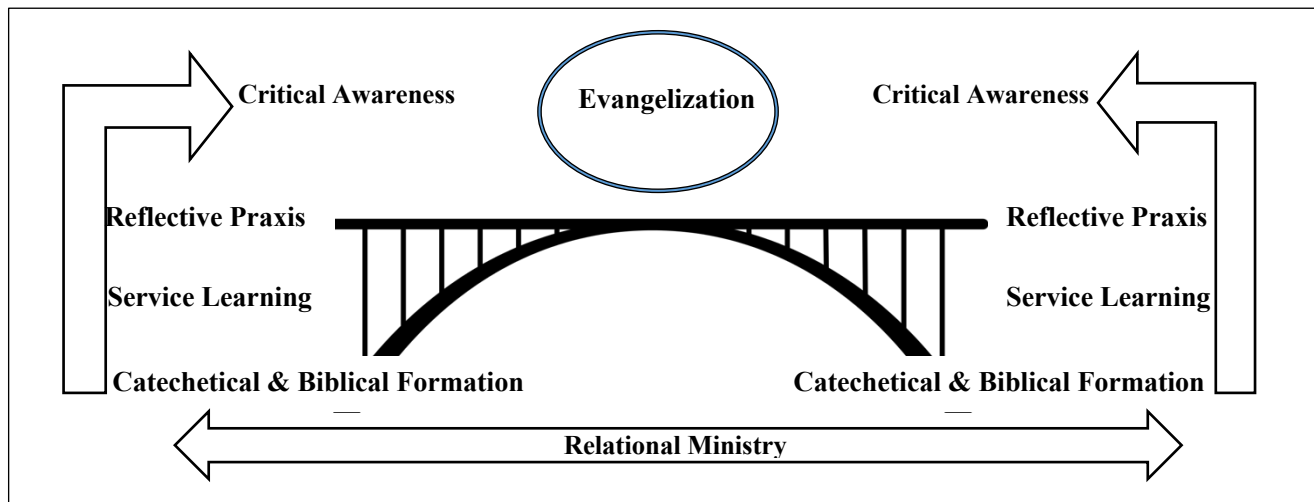 Critical Awareness
Evangelization
Critical Awareness
Reflective Praxis
Reflective Praxis
Service Learning
Service Learning
Catechetical & Biblical Formation
Catechetical & Biblical Formation
Relational Ministry